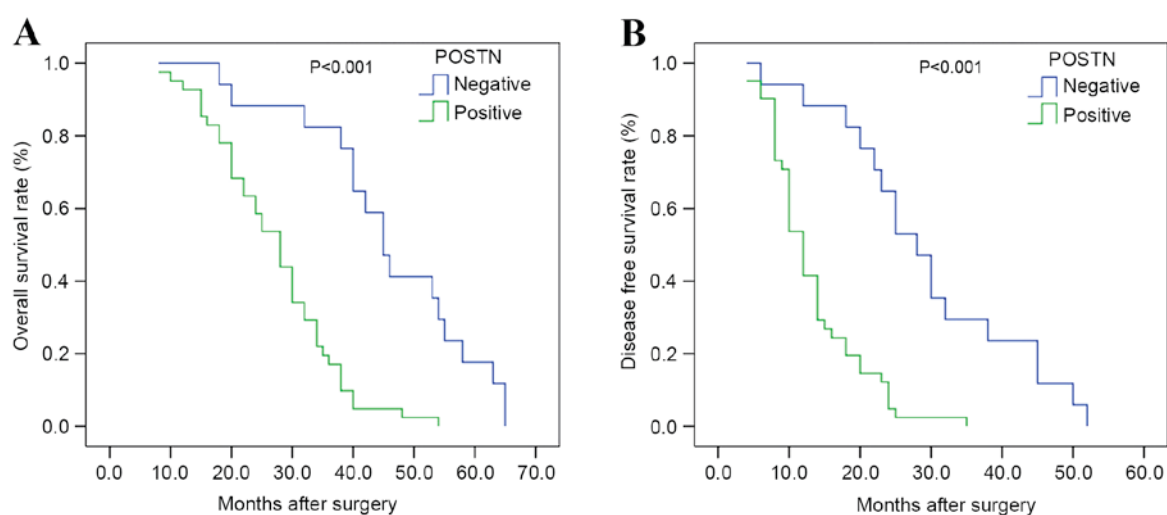 A
POSTN
P<0.001
Negative
Positive
Overall survival rate (%)
1.0
0.8
0.6
0.4
0.2
0.0
0.0 10.0 20.0 30.0 40.0 50.0 60.0 70.0
Months after surgery
B
POSTN
P<0.001
Negative
Positive
Disease free survival rate (%)
1.0
0.8
0.6
0.4
0.2
0.0
0.0 10.0 20.0 30.0 40.0 50.0 60.0
Months after surgery